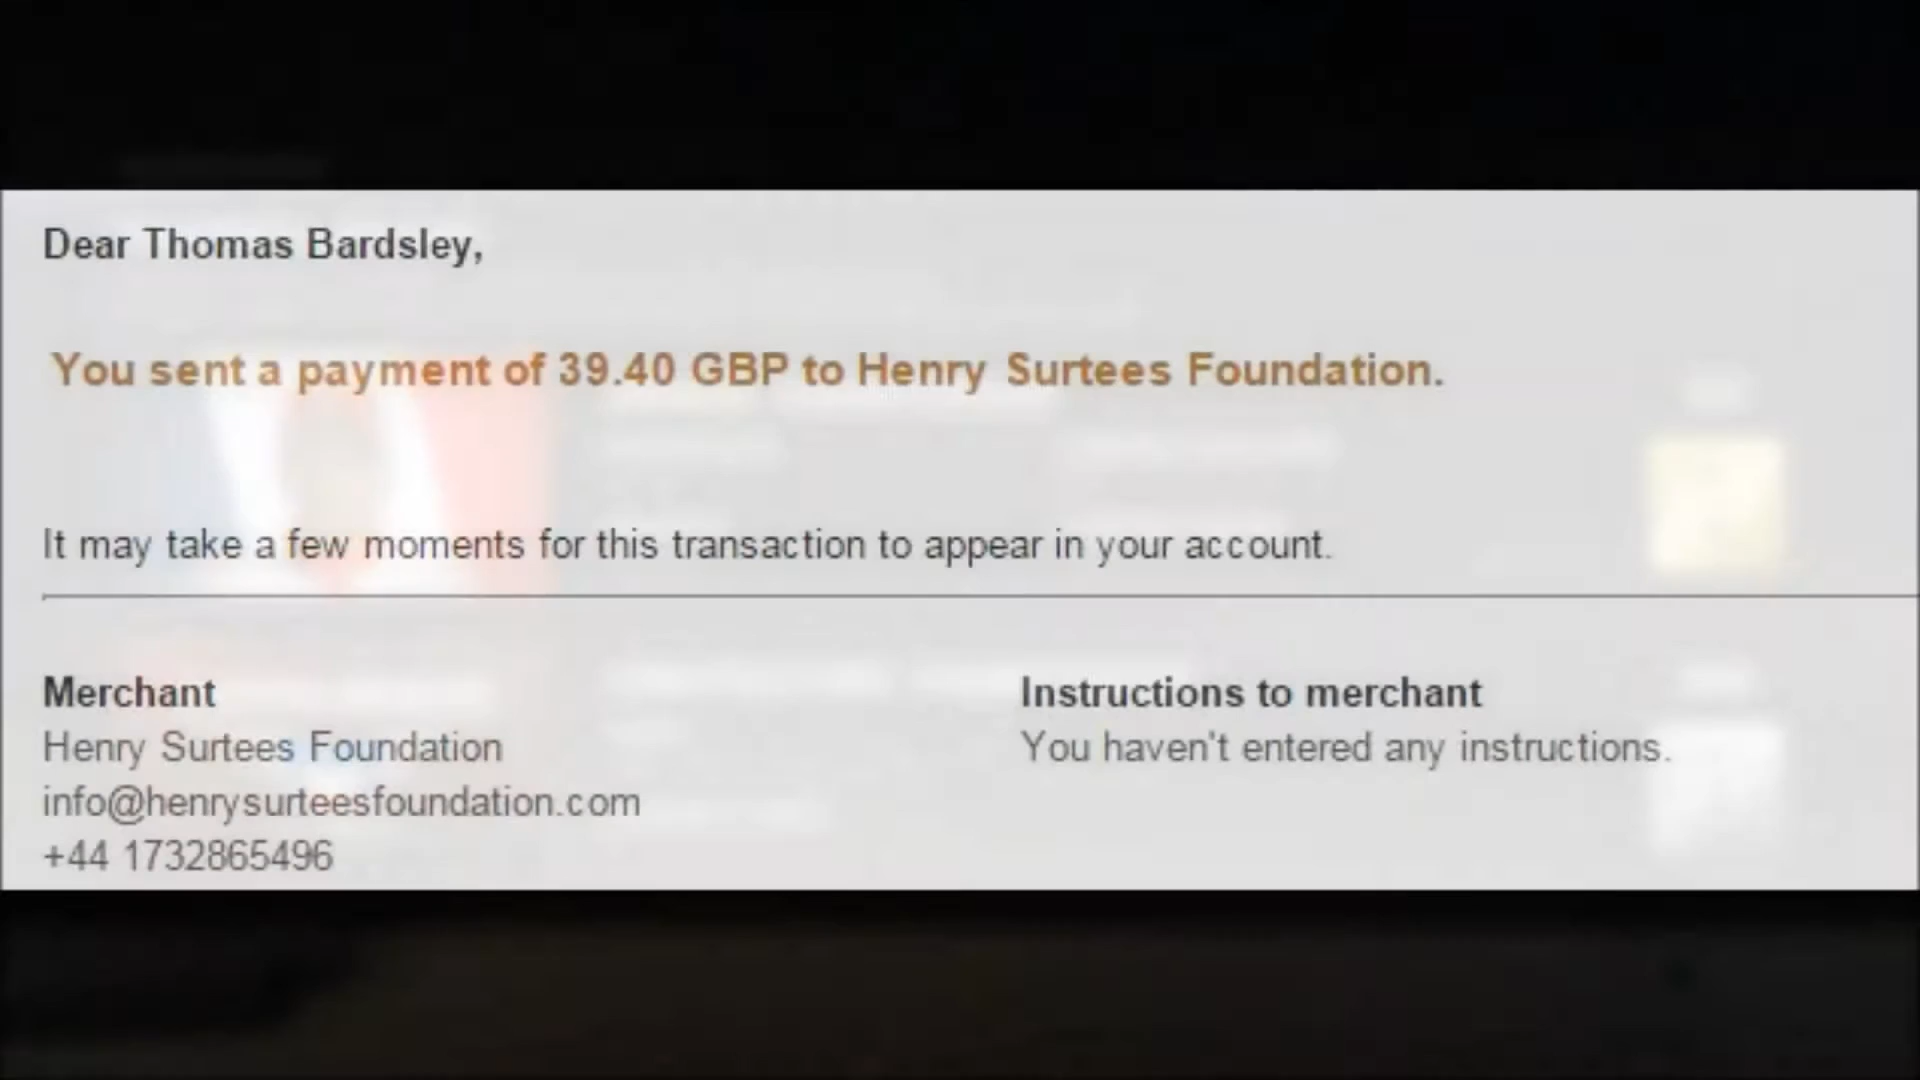 Dear Thomas Bardsley,
You sent a payment of 39.40 GBP to Henry Surtees Foundation.
It may take a few moments for this transaction to appear in your account.
Merchant
Henry Surtees Foundation
info@henrysurteesfoundation.com
+44 1732865496
Instructions to merchant
You haven't entered any instructions.